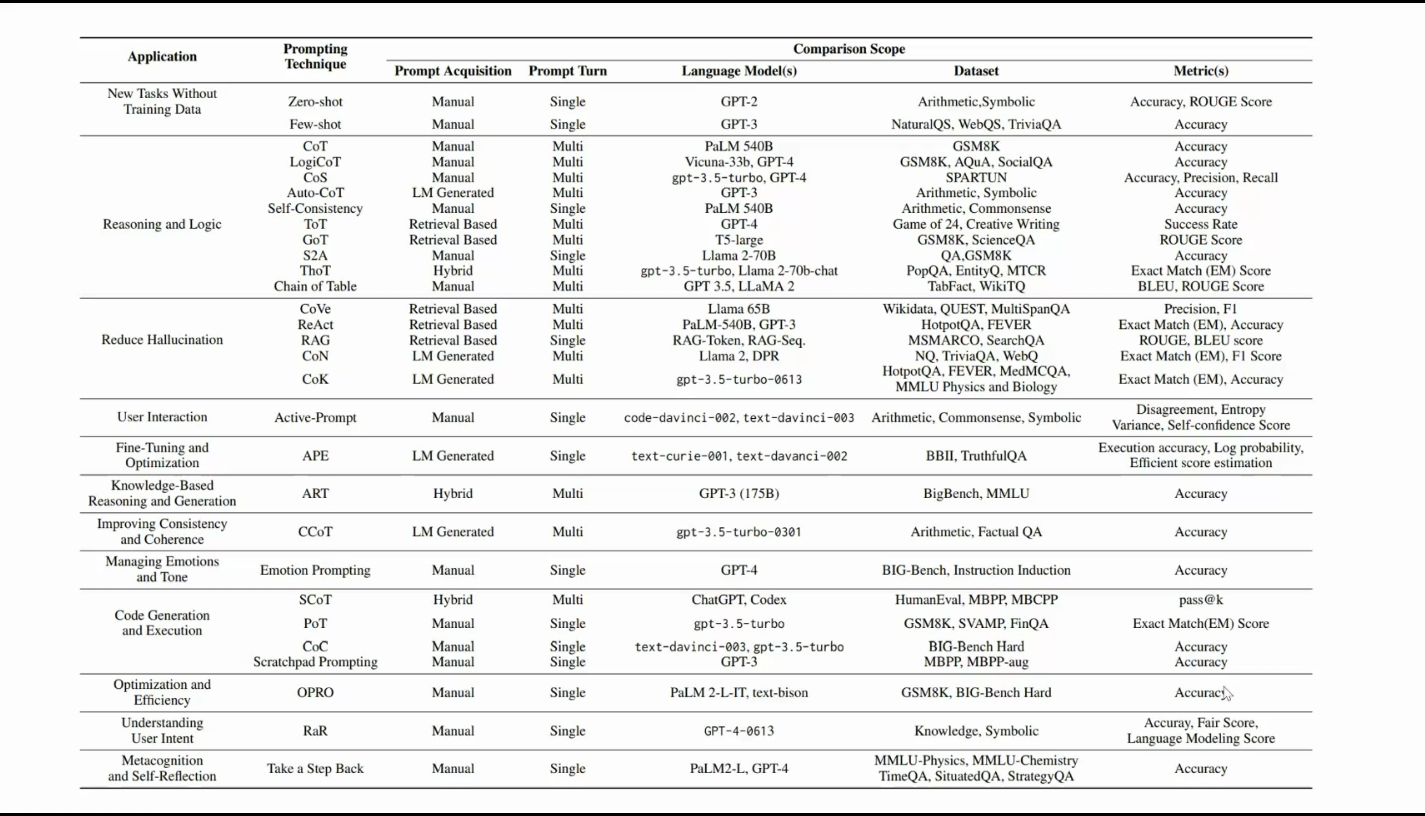 Application Prompting Technique Comparison Scope
Prompt Acquisition Prompt Turn Language Model(s) Dataset Metric(s)
New Tasks Without Training Data Zero-shot Manual Single GPT-2 Arithmetic,Symbolic Accuracy, ROUGE Score
Few-shot Manual Single GPT-3 NaturalQS, WebQS, TriviaQA Accuracy
CoT Manual Multi PaLM 540B GSM8K Accuracy
LogiCoT Manual Multi Vicuna-33b, GPT-4 GSM8K, AQuA, SocialQA Accuracy
CoS Manual Multi gpt-3.5-turbo, GPT-4 SPARTUN Accuracy, Precision, Recall
Auto-CoT LM Generated Multi GPT-3 Arithmetic, Symbolic Accuracy
Self-Consistency Manual Single PaLM 540B Arithmetic, Commonsense Accuracy
Reasoning and Logic ToT Retrieval Based Multi GPT-4 Game of 24, Creative Writing Success Rate
GoT Retrieval Based Multi T5-large GSM8K, ScienceQA ROUGE Score
S2A Manual Single Llama 2-70B QA,GSM8K Accuracy
ThoT Hybrid Multi gpt-3.5-turbo, Llama 2-70b-chat PopQA, EntityQ, MTCR Exact Match (EM) Score
Chain of Table Manual Multi GPT 3.5, LLaMA 2 TabFact, WikiTQ BLEU, ROUGE Score
CoVe Retrieval Based Multi Llama 65B Wikidata, QUEST, MultiSpanQA Precision, F1
ReAct Retrieval Based Multi PaLM-540B, GPT-3 HotpotQA, FEVER Exact Match (EM), Accuracy
Reduce Hallucination RAG Retrieval Based Single RAG-Token, RAG-Seq. MSMARCO, SearchQA ROUGE, BLEU score
CoN LM Generated Multi Llama 2, DPR NQ, TriviaQA, WebQ Exact Match (EM), F1 Score
CoK LM Generated Multi gpt-3.5-turbo-0613 HotpotQA, FEVER, MedMCQA, MMLU Physics and Biology Exact Match (EM), Accuracy
User Interaction Active-Prompt Manual Single code-davinci-002, text-davinci-003 Arithmetic, Commonsense, Symbolic Disagreement, Entropy Variance, Self-confidence Score
Fine-Tuning and Optimization APE LM Generated Single text-curie-001, text-davanci-002 BBII, TruthfulQA Execution accuracy, Log probability, Efficient score estimation
Knowledge-Based Reasoning and Generation ART Hybrid Multi GPT-3 (175B) BigBench, MMLU Accuracy
Improving Consistency and Coherence CCoT LM Generated Multi gpt-3.5-turbo-0301 Arithmetic, Factual QA Accuracy
Managing Emotions and Tone Emotion Prompting Manual Single GPT-4 BIG-Bench, Instruction Induction Accuracy
SCoT Hybrid Multi ChatGPT, Codex HumanEval, MBPP, MBCPP pass@k
Code Generation and Execution PoT Manual Single gpt-3.5-turbo GSM8K, SVAMP, FinQA Exact Match(EM) Score
CoC Manual Single text-davinci-003, gpt-3.5-turbo BIG-Bench Hard Accuracy
Scratchpad Prompting Manual Single GPT-3 MBPP, MBPP-aug Accuracy
Optimization and Efficiency OPRO Manual Single PaLM 2-L-IT, text-bison GSM8K, BIG-Bench Hard Accuracy
Understanding User Intent RaR Manual Single GPT-4-0613 Knowledge, Symbolic Accuray, Fair Score, Language Modeling Score
Metacognition and Self-Reflection Take a Step Back Manual Single PaLM2-L, GPT-4 MMLU-Physics, MMLU-Chemistry TimeQA, SituatedQA, StrategyQA Accuracy